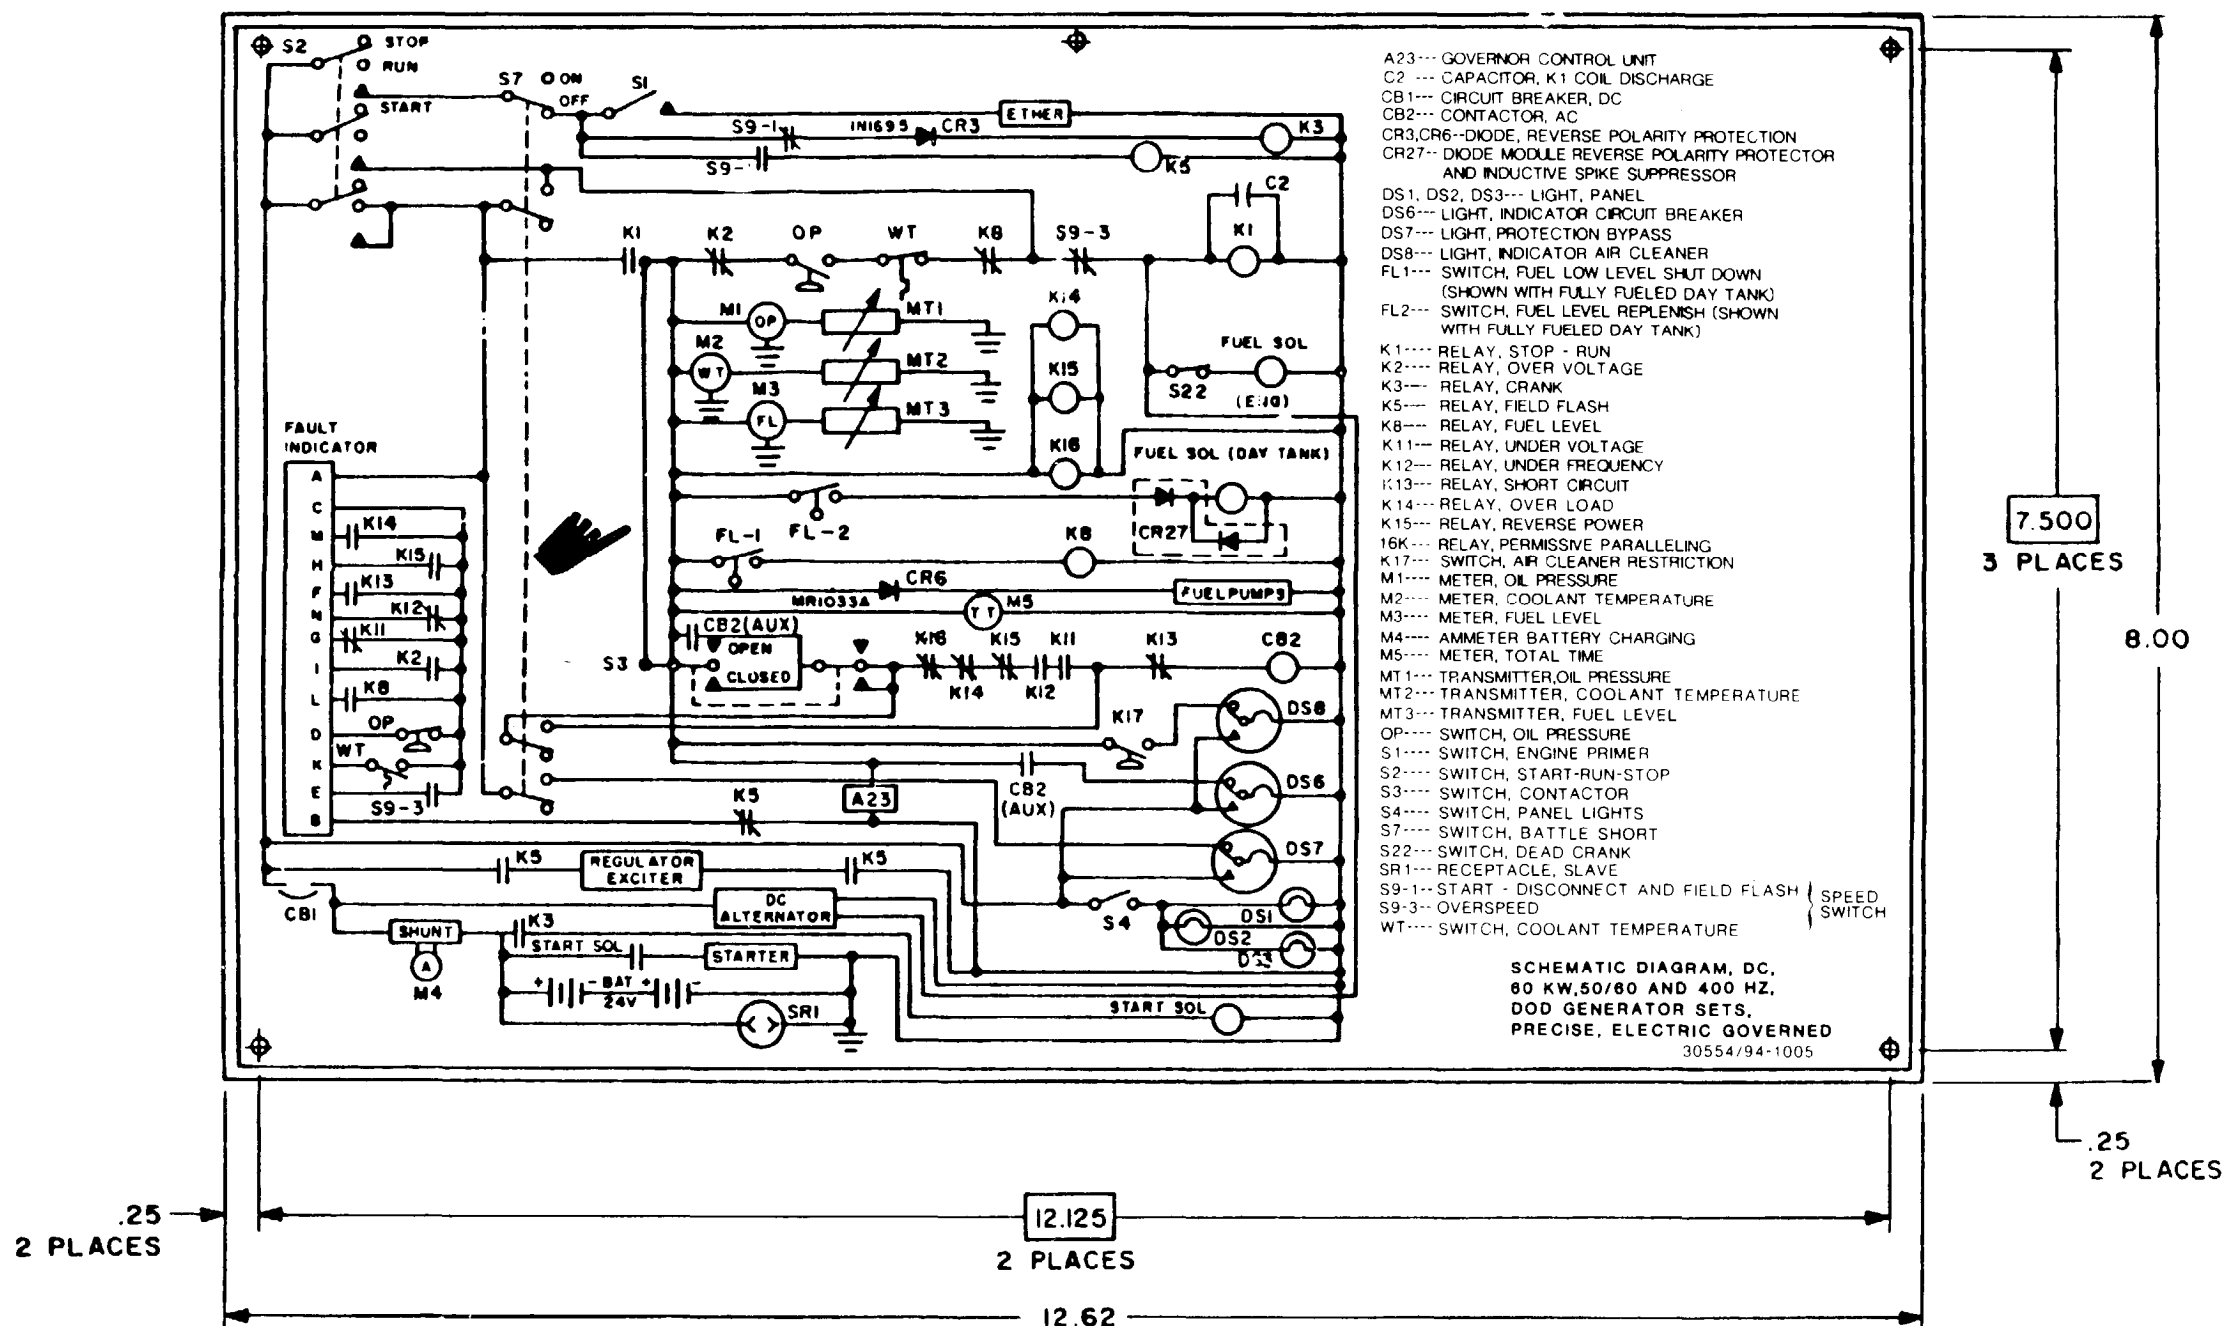 S2
STOP
RUN
START
S7
ON
OFF
S1
ETHER
S9-1
1N1695
CR3
K3
S9-
K5
C2
K1
K1
K2
OP
WT
K8
S9-3
M1
OP
MT1
K14
M2
WT
MT2
K15
FUEL SOL
S22
(ENG)
M3
FL
MT3
K16
FAULT
INDICATOR
FUEL SOL (DAY TANK)
A
C
M
K14
H
K15
F
K13
N
K12
G
K11
I
K2
L
K8
D
OP
K
WT
E
S9-3
B
FL-2
CR27
FL-1
K8
CR6
MR1033A
FUEL PUMPS
TT
M5
CB2(AUX)
S3
OPEN
CLOSED
K16
K14
K15
K12
K11
K13
CB2
K17
DS8
CB2
(AUX)
DS6
A23
K5
DS7
K5
REGULATOR
EXCITER
K5
CB1
DC
ALTERNATOR
S4
DS1
DS2
DS3
SHUNT
A
M4
K3
START SOL
STARTER
+
- BAT +
24V
-
SR1
START SOL
A23--- GOVERNOR CONTROL UNIT
C2 --- CAPACITOR, K1 COIL DISCHARGE
CB1--- CIRCUIT BREAKER, DC
CB2--- CONTACTOR, AC
CR3,CR6--DIODE, REVERSE POLARITY PROTECTION
CR27-- DIODE MODULE REVERSE POLARITY PROTECTOR
AND INDUCTIVE SPIKE SUPPRESSOR
DS1, DS2, DS3--- LIGHT, PANEL
DS6--- LIGHT, INDICATOR CIRCUIT BREAKER
DS7--- LIGHT, PROTECTION BYPASS
DS8--- LIGHT, INDICATOR AIR CLEANER
FL1--- SWITCH, FUEL LOW LEVEL SHUT DOWN
(SHOWN WITH FULLY FUELED DAY TANK)
FL2--- SWITCH, FUEL LEVEL REPLENISH (SHOWN
WITH FULLY FUELED DAY TANK)
K1---- RELAY, STOP - RUN
K2---- RELAY, OVER VOLTAGE
K3---- RELAY, CRANK
K5---- RELAY, FIELD FLASH
K8---- RELAY, FUEL LEVEL
K11--- RELAY, UNDER VOLTAGE
K12--- RELAY, UNDER FREQUENCY
K13--- RELAY, SHORT CIRCUIT
K14--- RELAY, OVER LOAD
K15--- RELAY, REVERSE POWER
16K--- RELAY, PERMISSIVE PARALLELING
K17--- SWITCH, AIR CLEANER RESTRICTION
M1---- METER, OIL PRESSURE
M2---- METER, COOLANT TEMPERATURE
M3---- METER, FUEL LEVEL
M4---- AMMETER BATTERY CHARGING
M5---- METER, TOTAL TIME
MT1--- TRANSMITTER,OIL PRESSURE
MT2--- TRANSMITTER, COOLANT TEMPERATURE
MT3--- TRANSMITTER, FUEL LEVEL
OP---- SWITCH, OIL PRESSURE
S1---- SWITCH, ENGINE PRIMER
S2---- SWITCH, START-RUN-STOP
S3---- SWITCH, CONTACTOR
S4---- SWITCH, PANEL LIGHTS
S7---- SWITCH, BATTLE SHORT
S22--- SWITCH, DEAD CRANK
SR1--- RECEPTACLE, SLAVE
S9-1-- START - DISCONNECT AND FIELD FLASH
S9-3-- OVERSPEED
SPEED
SWITCH
WT---- SWITCH, COOLANT TEMPERATURE
SCHEMATIC DIAGRAM, DC,
60 KW,50/60 AND 400 HZ,
DOD GENERATOR SETS,
PRECISE, ELECTRIC GOVERNED
30554/94-1005
7.500
3 PLACES
8.00
.25
2 PLACES
.25
2 PLACES
12.125
2 PLACES
12.62